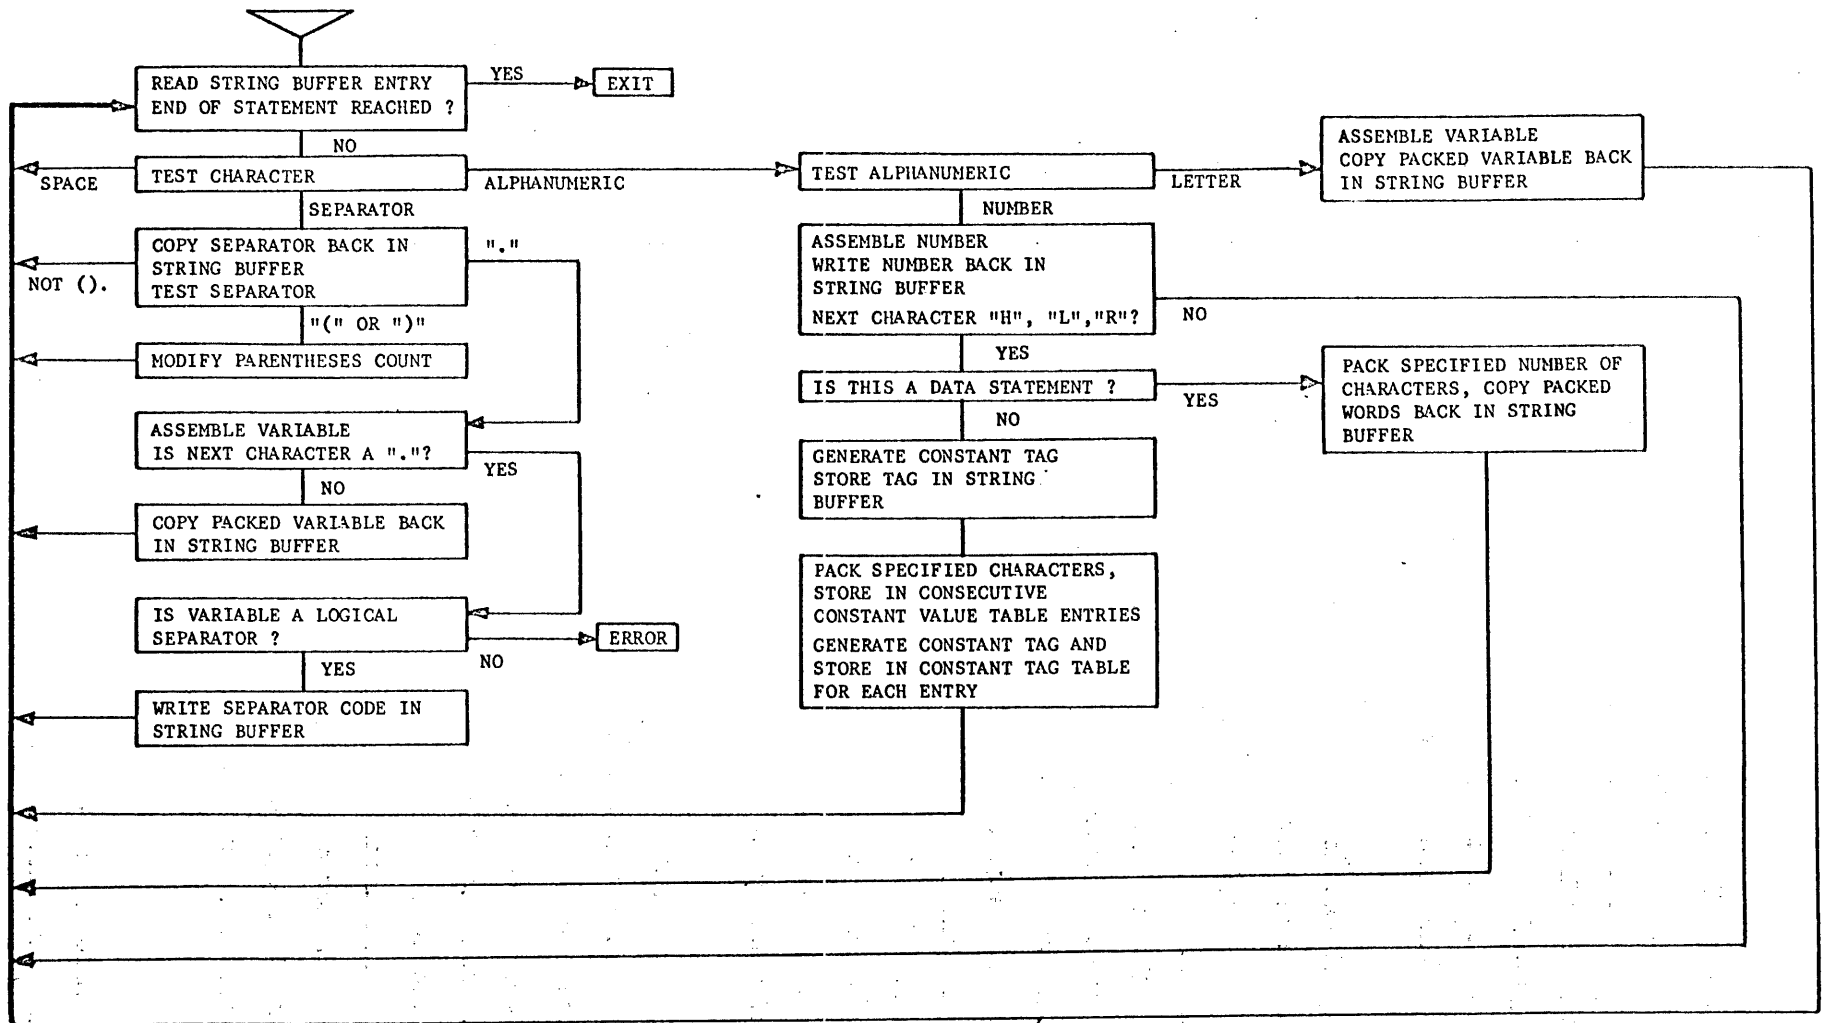 READ STRING BUFFER ENTRY
END OF STATEMENT REACHED ?
YES
EXIT
NO
TEST CHARACTER
SPACE
ALPHANUMERIC
SEPARATOR
COPY SEPARATOR BACK IN
STRING BUFFER
TEST SEPARATOR
"."
NOT ().
"(" OR ")"
MODIFY PARENTHESES COUNT
ASSEMBLE VARIABLE
IS NEXT CHARACTER A "."?
YES
NO
COPY PACKED VARIABLE BACK
IN STRING BUFFER
IS VARIABLE A LOGICAL
SEPARATOR ?
ERROR
NO
YES
WRITE SEPARATOR CODE IN
STRING BUFFER
TEST ALPHANUMERIC
LETTER
NUMBER
ASSEMBLE NUMBER
WRITE NUMBER BACK IN
STRING BUFFER
NEXT CHARACTER "H", "L","R"?
NO
YES
IS THIS A DATA STATEMENT ?
YES
NO
GENERATE CONSTANT TAG
STORE TAG IN STRING
BUFFER
PACK SPECIFIED CHARACTERS,
STORE IN CONSECUTIVE
CONSTANT VALUE TABLE ENTRIES
GENERATE CONSTANT TAG AND
STORE IN CONSTANT TAG TABLE
FOR EACH ENTRY
ASSEMBLE VARIABLE
COPY PACKED VARIABLE BACK
IN STRING BUFFER
PACK SPECIFIED NUMBER OF
CHARACTERS, COPY PACKED
WORDS BACK IN STRING
BUFFER